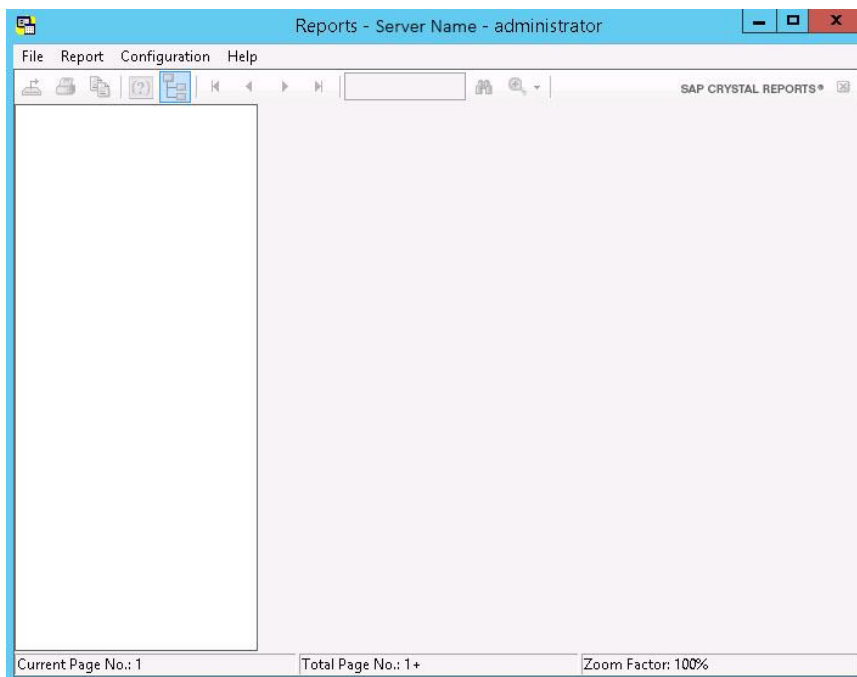 Reports - Server Name - administrator
File Report Configuration Help
SAP CRYSTAL REPORTS®
Current Page No.: 1 Total Page No.: 1+ Zoom Factor: 100%